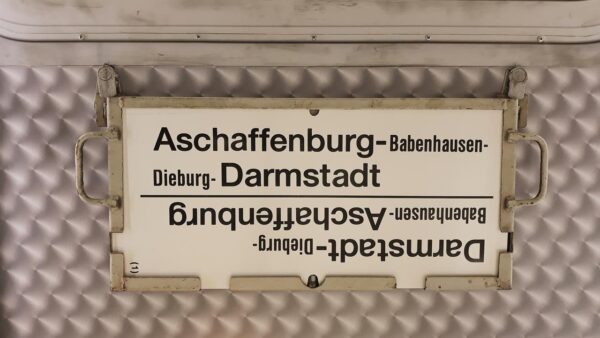 Aschaffenburg-Babenhausen-
Dieburg-Darmstadt
Darmstadt-Dieburg-
Babenhausen-Aschaffenburg